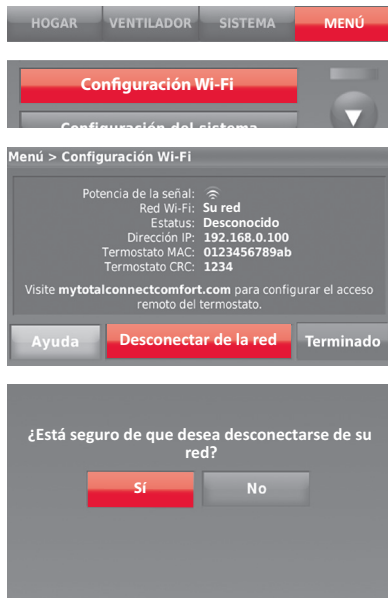 HOGAR VENTILADOR SISTEMA MENÚ
Configuración Wi-Fi
Configuración del sistema
Menú > Configuración Wi-Fi
Potencia de la señal:
Red Wi-Fi: Su red
Estatus: Desconocido
Dirección IP: 192.168.0.100
Termostato MAC: 0123456789ab
Termostato CRC: 1234
Visite mytotalconnectcomfort.com para configurar el acceso
remoto del termostato.
Ayuda Desconectar de la red Terminado
¿Está seguro de que desea desconectarse de su
red?
Sí No